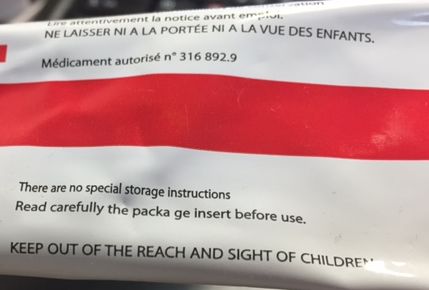 Lire attentivement la notice avant emploi.
NE LAISSER NI A LA PORTÉE NI A LA VUE DES ENFANTS.
Médicament autorisé n° 316 892.9
There are no special storage instructions
Read carefully the packa ge insert before use.
KEEP OUT OF THE REACH AND SIGHT OF CHILDREN